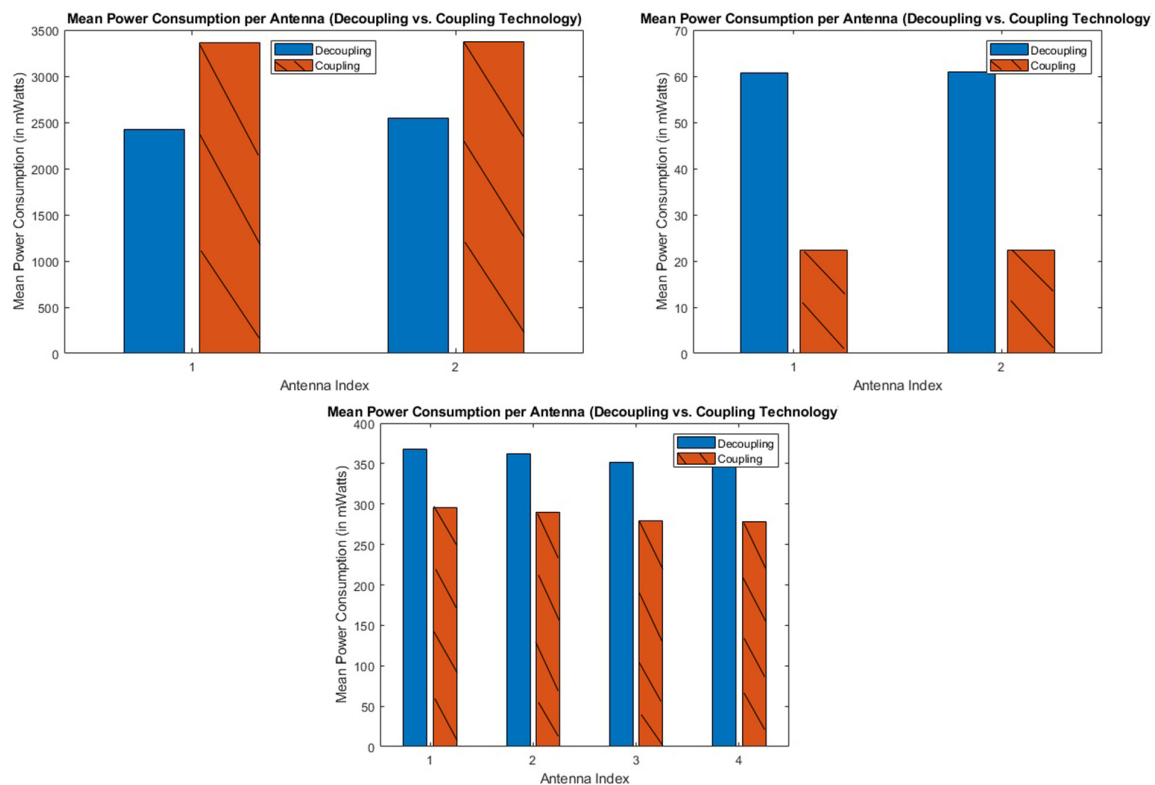 Mean Power Consumption per Antenna (Decoupling vs. Coupling Technology)
3500
3000
2500
2000
1500
1000
500
0
Mean Power Consumption (in mWatts)
Decoupling
Coupling
1
2
Antenna Index
Mean Power Consumption per Antenna (Decoupling vs. Coupling Technology
70
60
50
40
30
20
10
0
Mean Power Consumption (in mWatts)
Decoupling
Coupling
1
2
Antenna Index
Mean Power Consumption per Antenna (Decoupling vs. Coupling Technology
400
350
300
250
200
150
100
50
0
Mean Power Consumption (in mWatts)
Decoupling
Coupling
1
2
3
4
Antenna Index